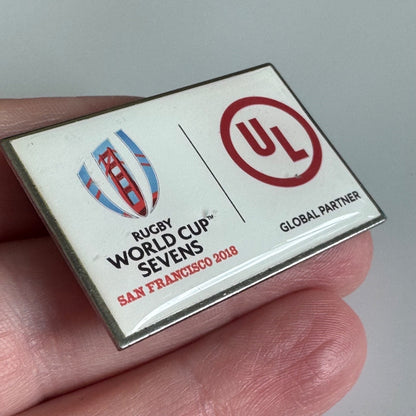 RUGBY
WORLD CUP™
SEVENS
SAN FRANCISCO 2018
UL
GLOBAL PARTNER